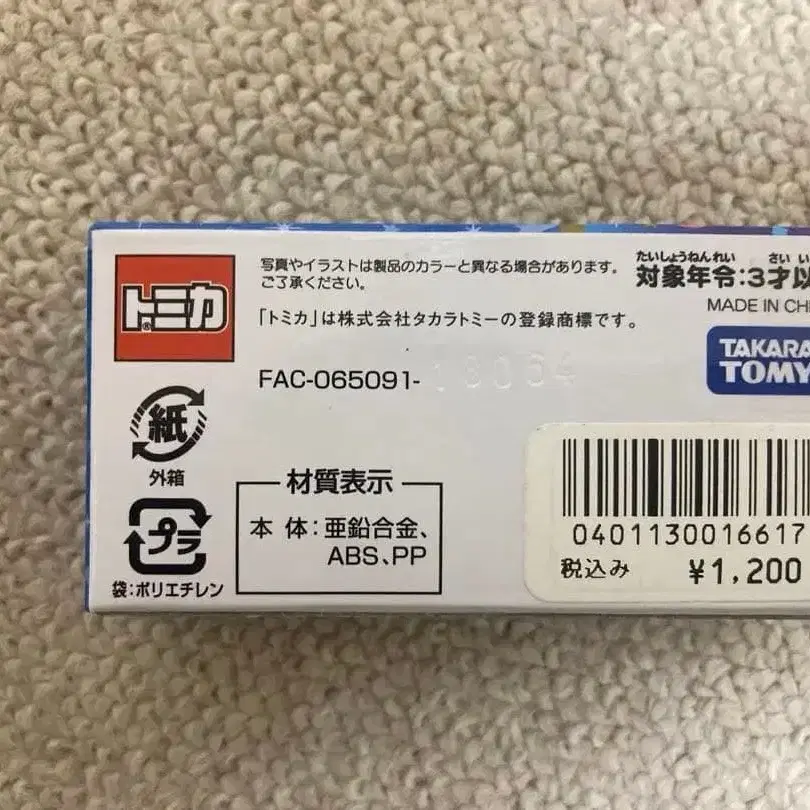 トミカ®
写真やイラストは製品のカラーと異なる場合があります。
ご了承ください。
「トミカ」は株式会社タカラトミーの登録商標です。
FAC-065091-
たいしょうねんれい さい い
対象年令:3才以
MADE IN CHI
TAKARA
TOMY
紙
外箱
プラ
袋:ポリエチレン
材質表示
本 体:亜鉛合金、
ABS、PP
0401130016617
税込み ¥1,200